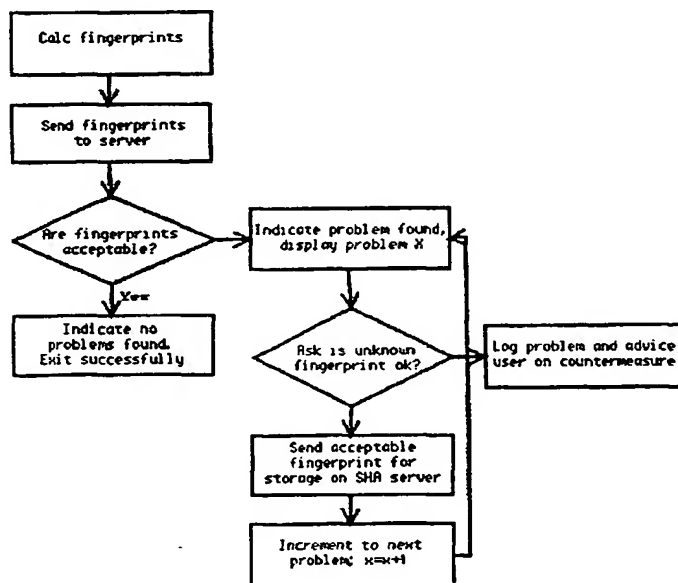 Calc fingerprints
Send fingerprints
to server
Are fingerprints
acceptable?
Yes
Indicate no
problems found.
Exit successfully
Indicate problem found,
display problem X
Ask is unknown
fingerprint ok?
Log problem and advice
user on countermeasure
Send acceptable
fingerprint for
storage on SHA server
Increment to next
problem; x=x+1